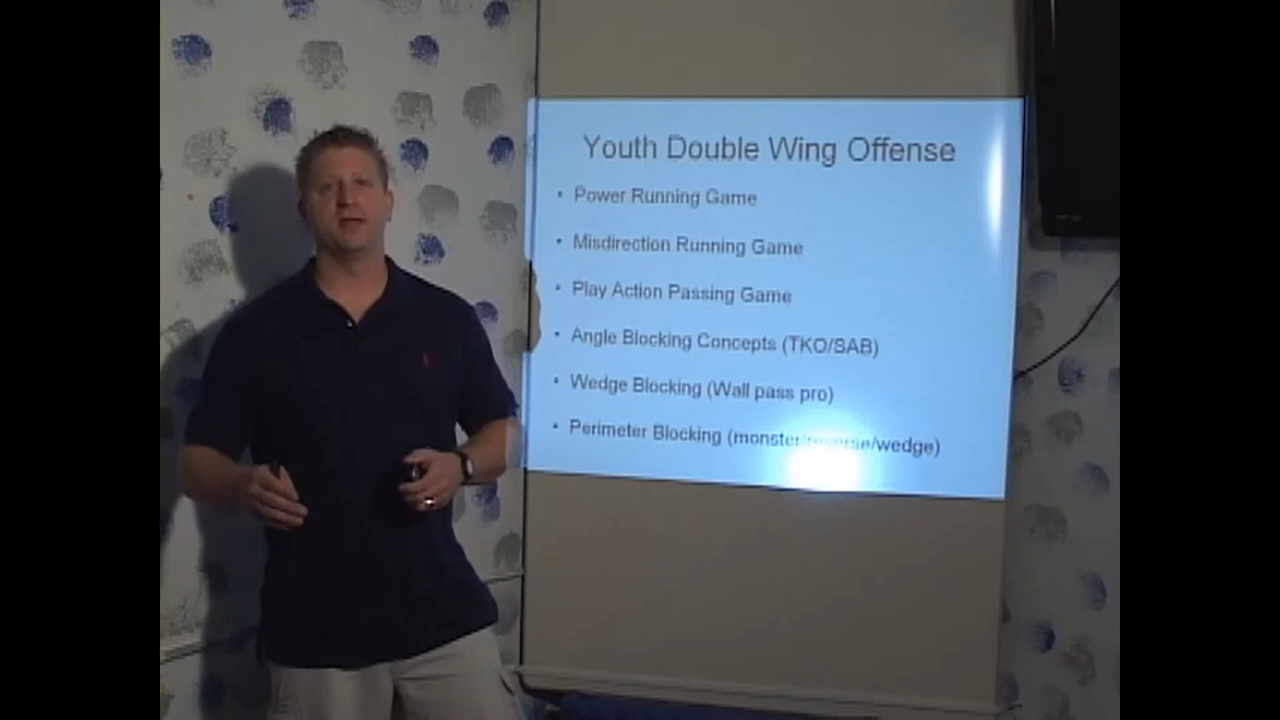 Youth Double Wing Offense
• Power Running Game
• Misdirection Running Game
• Play Action Passing Game
• Angle Blocking Concepts (TKO/SAB)
• Wedge Blocking (Wall pass pro)
• Perimeter Blocking (monster/reverse/wedge)